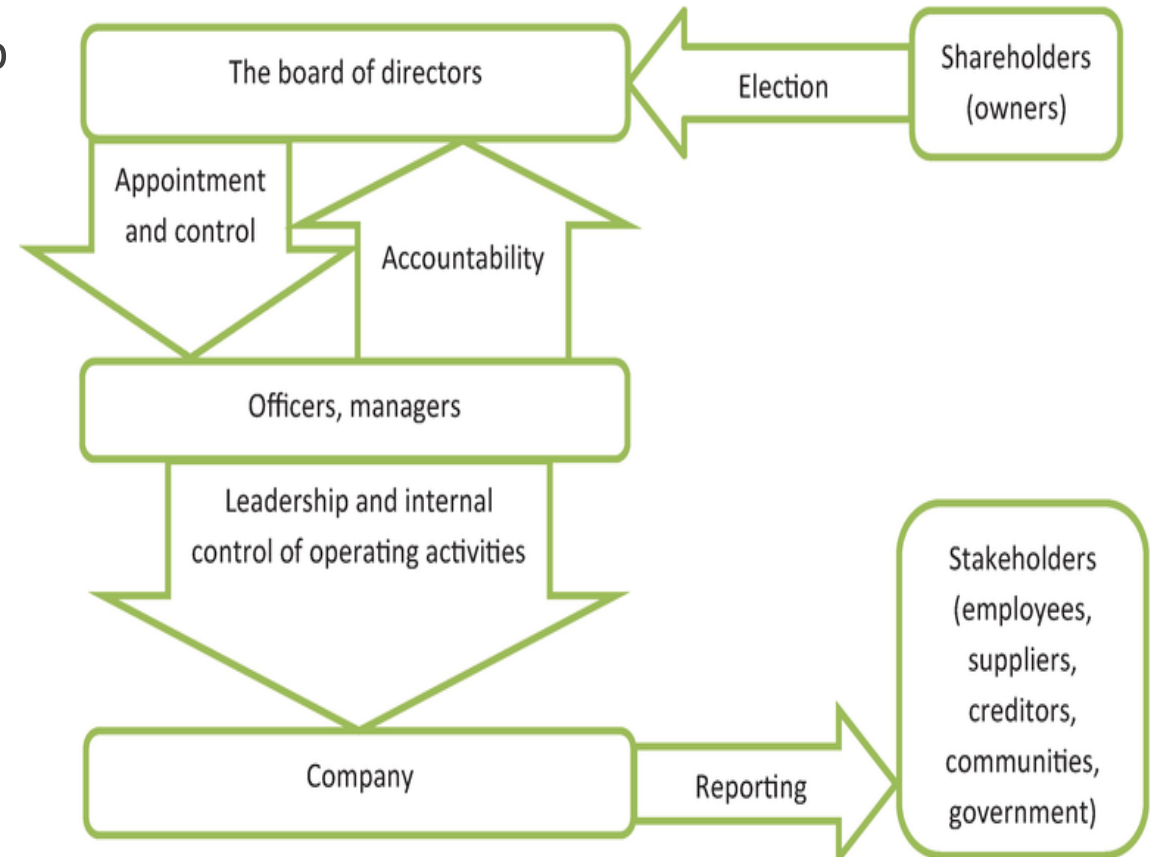 The board of directors
Election
Shareholders
(owners)
Appointment
and control
Accountability
Officers, managers
Leadership and internal
control of operating activities
Company
Reporting
Stakeholders
(employees,
suppliers,
creditors,
communities,
government)